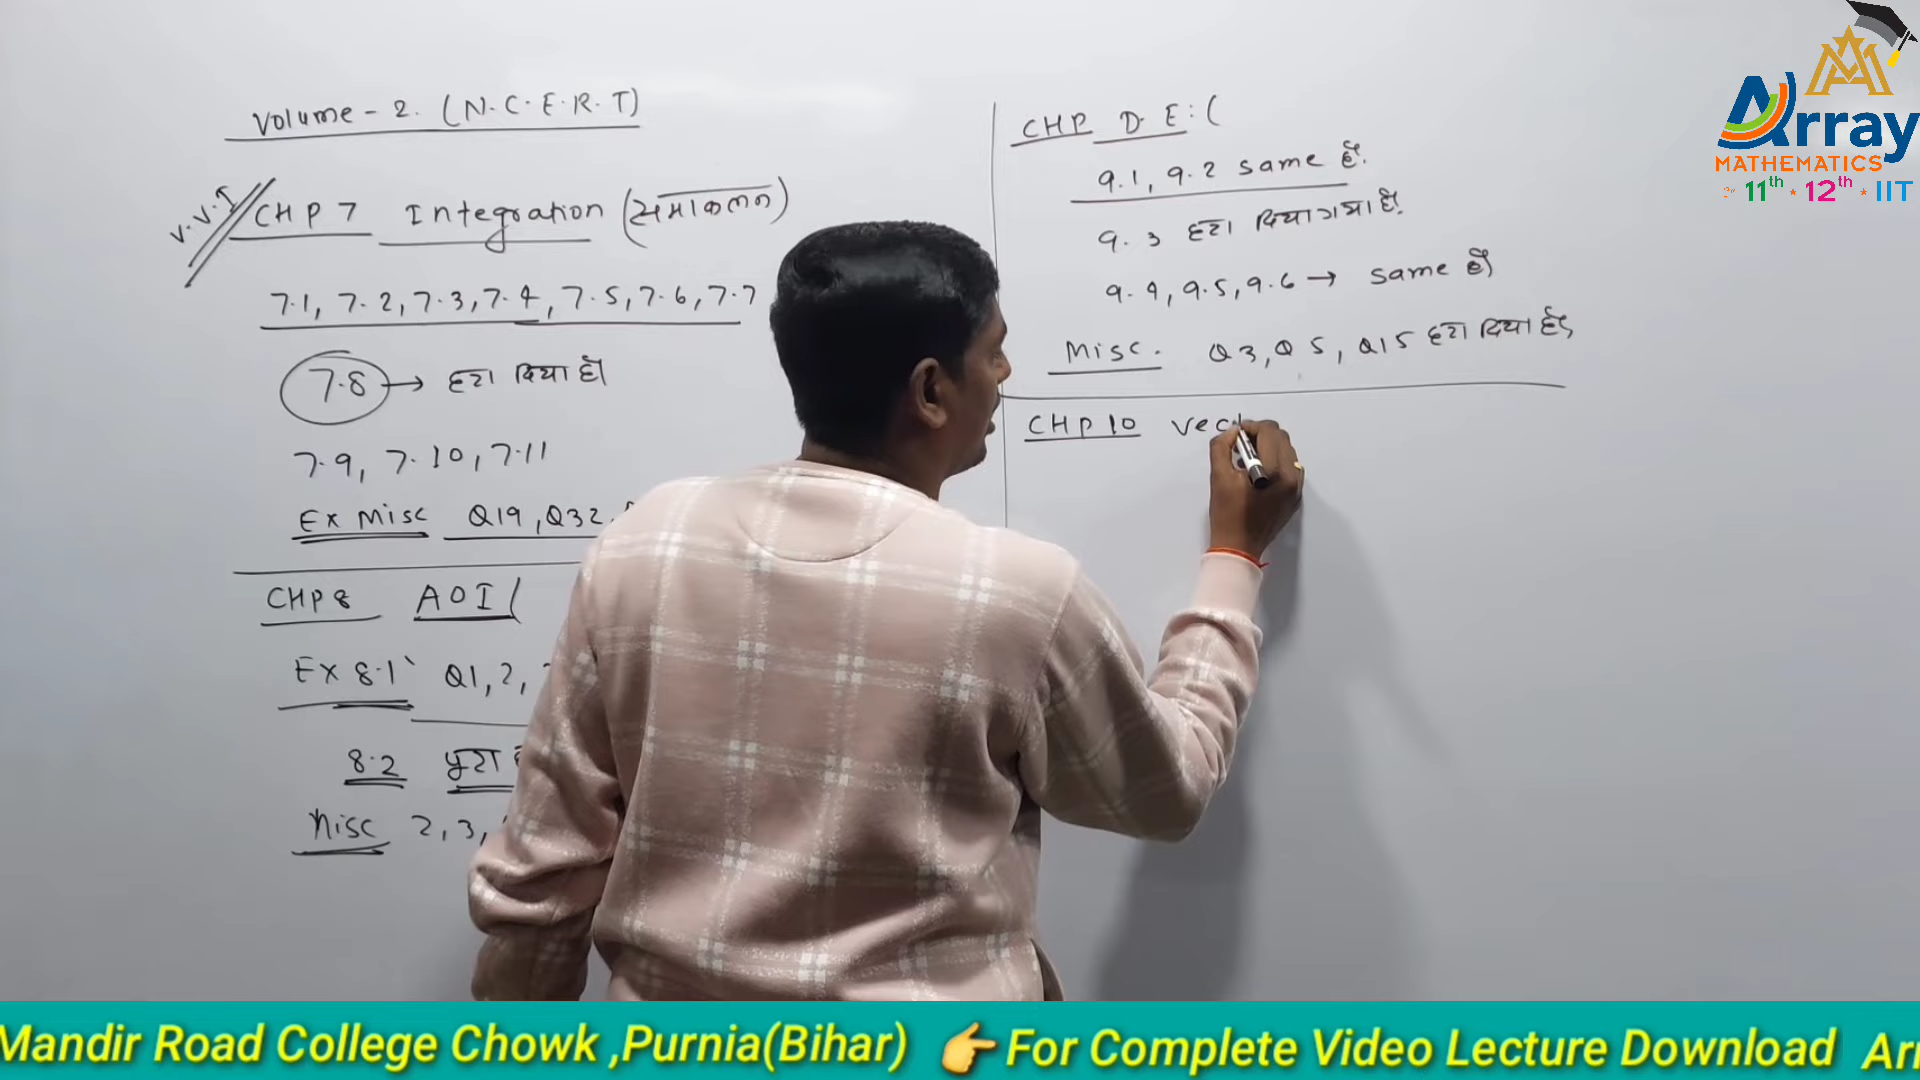 Volume - 2. (N.C.E.R.T)
V.V.I
CHP 7 Integration (समाकलन)
7.1, 7.2, 7.3, 7.4, 7.5, 7.6, 7.7
7.8 → हटा दिया है
7.9, 7.10, 7.11
Ex Misc Q19, Q32
CHP 8 AOI (
Ex 8.1 Q1, 2,
8.2 पुरा
Misc 2, 3,
CHP D.E: (
9.1, 9.2 same है.
9.3 हटा दिया गया है.
9.4, 9.5, 9.6 → same है
Misc. Q3, Q5, Q15 हटा दिया है
CHP 10 vec
Array
MATHEMATICS
11th * 12th * IIT
Mandir Road College Chowk ,Purnia(Bihar) 👉 For Complete Video Lecture Download Arr